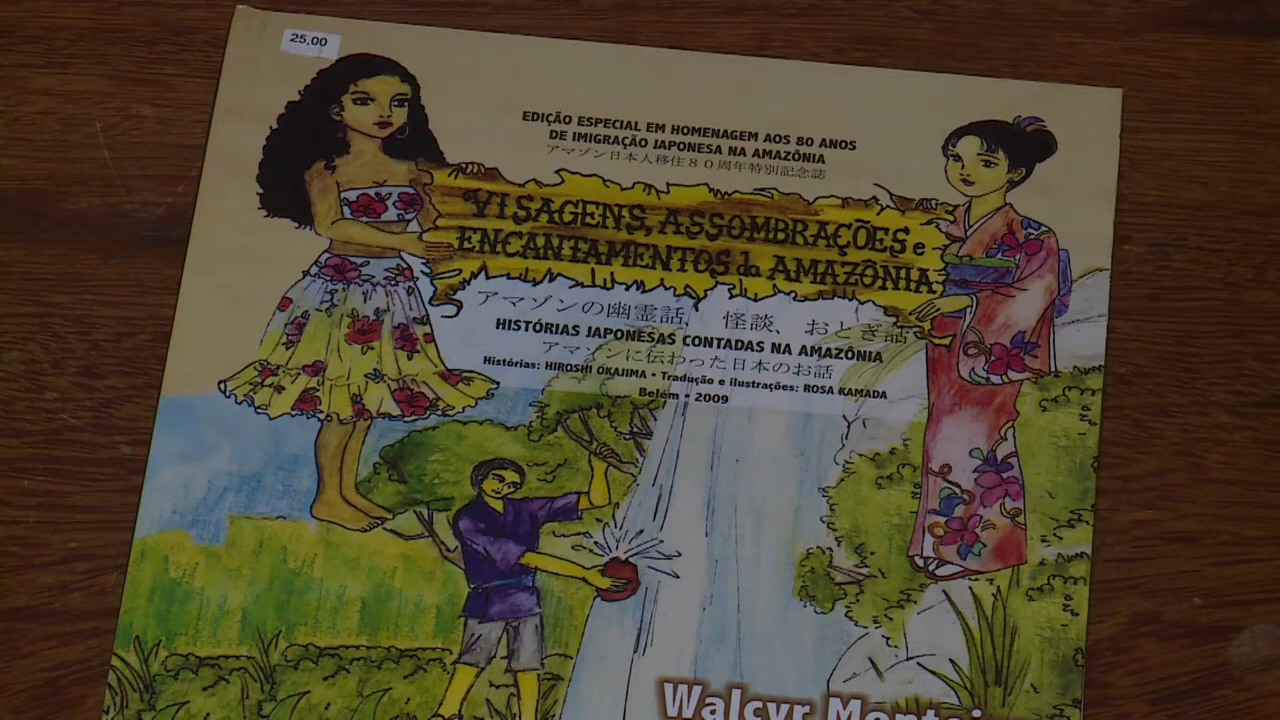 25,00
EDIÇÃO ESPECIAL EM HOMENAGEM AOS 80 ANOS
DE IMIGRAÇÃO JAPONESA NA AMAZÔNIA
アマゾン日本人移住８０周年特別記念誌
VISAGENS, ASSOMBRAÇÕES e
ENCANTAMENTOS da AMAZÔNIA
アマゾンの幽霊話、怪談、おとぎ話
HISTÓRIAS JAPONESAS CONTADAS NA AMAZÔNIA
アマゾンに伝わった日本のお話
Histórias: HIROSHI OKAJIMA • Tradução e ilustrações: ROSA KAMADA
Belém • 2009
Walcyr